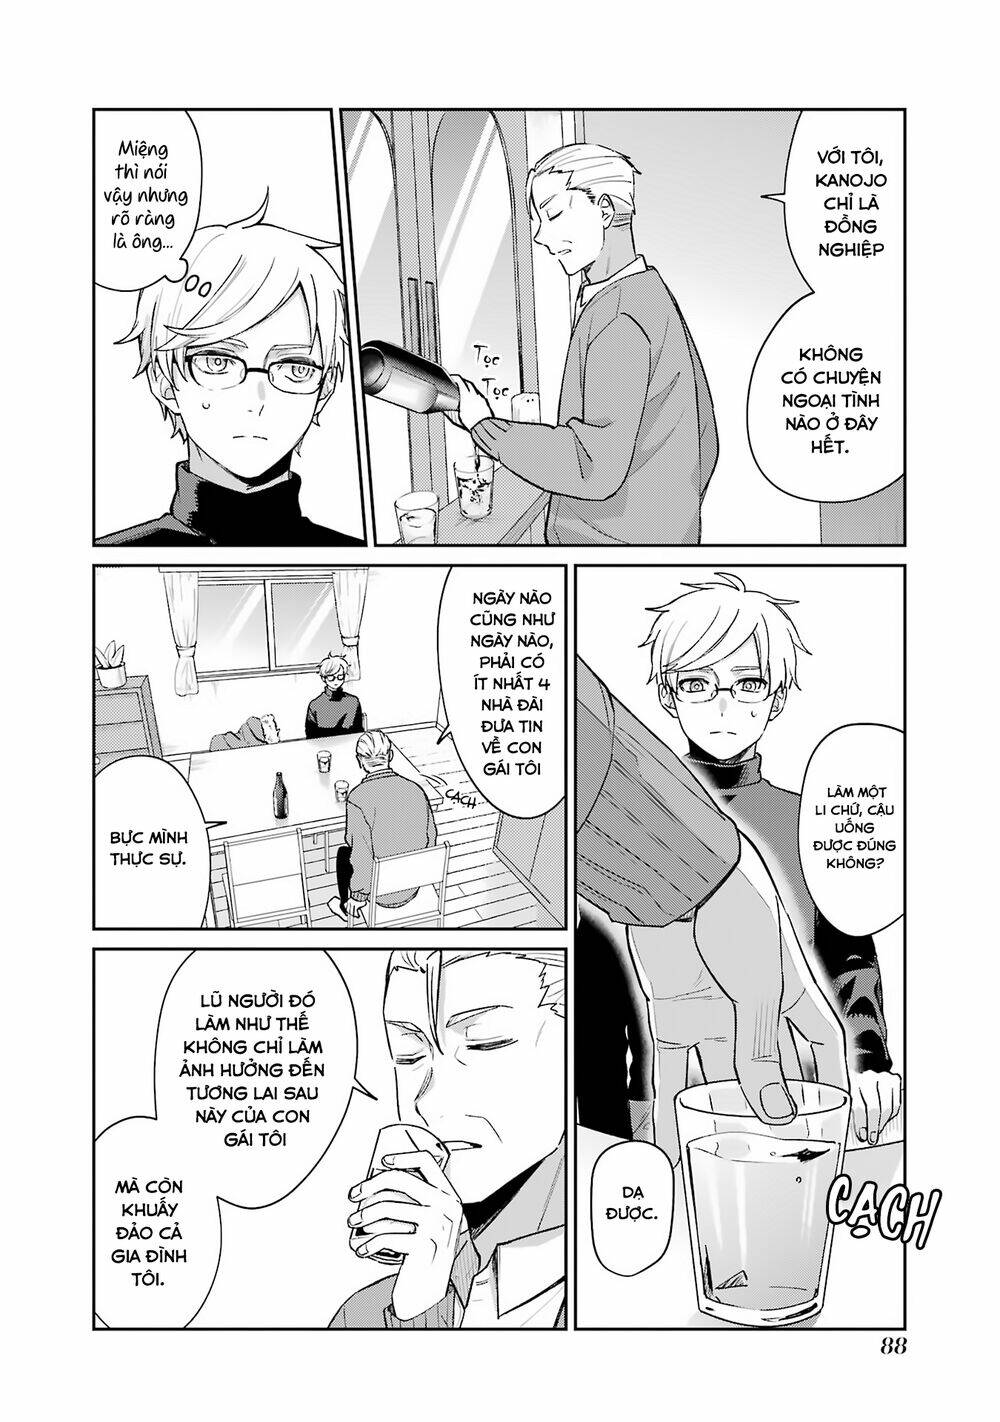 VỚI TÔI,
KANOJO
CHỈ LÀ
ĐỒNG
NGHIỆP
KHÔNG
CÓ CHUYỆN
NGOẠI TÌNH
NÀO Ở ĐÂY
HẾT.
TỌC
TỌC
Miệng
thì nói
vậy nhưng
rõ ràng
là ông...
LÀM MỘT
LI CHỨ, CẬU
UỐNG
ĐƯỢC ĐÚNG
KHÔNG?
DẠ
ĐƯỢC.
CẠCH
NGÀY NÀO
CŨNG NHƯ
NGÀY NÀO,
PHẢI CÓ
ÍT NHẤT 4
NHÀ ĐÀI
ĐƯA TIN
VỀ CON
GÁI TÔI
CẠCH
BỰC MÌNH
THỰC SỰ.
LŨ NGƯỜI ĐÓ
LÀM NHƯ THẾ
KHÔNG CHỈ LÀM
ẢNH HƯỞNG ĐẾN
TƯƠNG LAI SAU
NÀY CỦA CON
GÁI TÔI
MÀ CÒN
KHUẤY
ĐẢO CẢ
GIA ĐÌNH
TÔI.
88